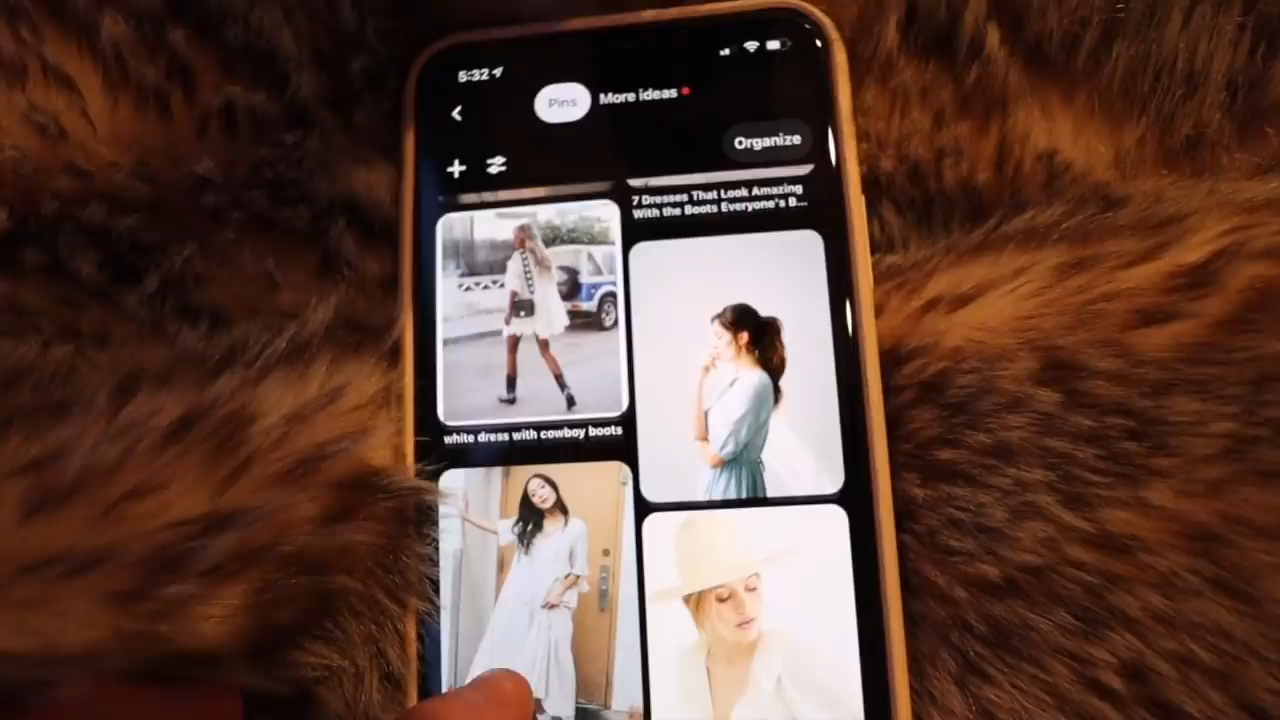 5:32
Pins
More ideas
Organize
7 Dresses That Look Amazing
With the Boots Everyone's B...
white dress with cowboy boots